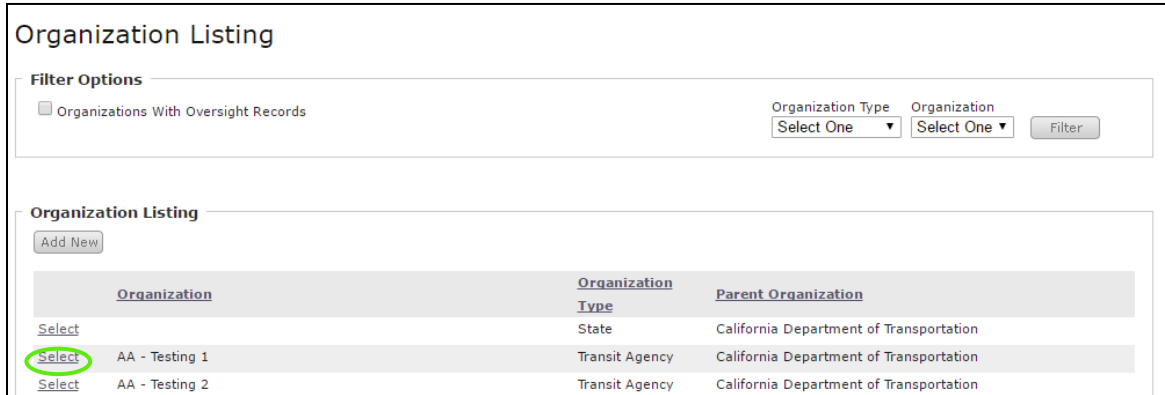 Organization Listing
Filter Options
Organizations With Oversight Records
Organization Type Organization
Select One Select One Filter
Organization Listing
Add New
Organization Organization Type Parent Organization
Select State California Department of Transportation
Select AA - Testing 1 Transit Agency California Department of Transportation
Select AA - Testing 2 Transit Agency California Department of Transportation